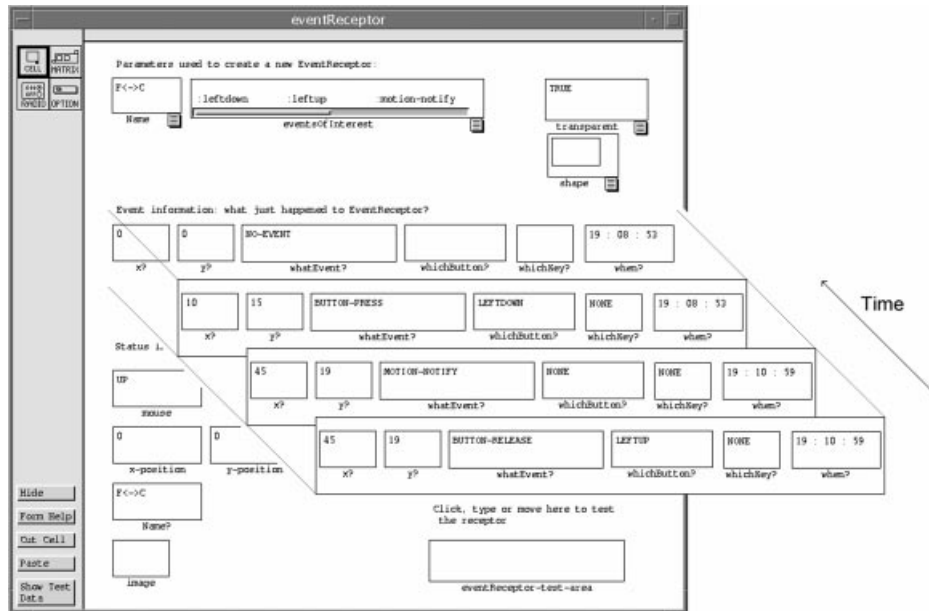 eventReceptor
CELL MATRIX
RADIO OPTION
Parameters used to create a new EventReceptor:
F<->C
Name
:leftdown :leftup :motion-notify
eventsOfInterest
TRUE
transparent
shape
Event information: what just happened to EventReceptor?
0 0 NO-EVENT 19 : 08 : 53
x? y? whatEvent? whichButton? whichKey? when?
10 15 BUTTON-PRESS LEFTDOWN NONE 19 : 08 : 53
x? y? whatEvent? whichButton? whichKey? when?
Time
Status i
45 19 MOTION-NOTIFY NONE NONE 19 : 10 : 59
x? y? whatEvent? whichButton? whichKey? when?
UP
mouse
45 19 BUTTON-RELEASE LEFTUP NONE 19 : 10 : 59
x? y? whatEvent? whichButton? whichKey? when?
0 0
x-position y-position
F<->C
Name?
image
Click, type or move here to test
the receptor
eventReceptor-test-area
Hide
Form Help
Cut Cell
Paste
Show Test
Data